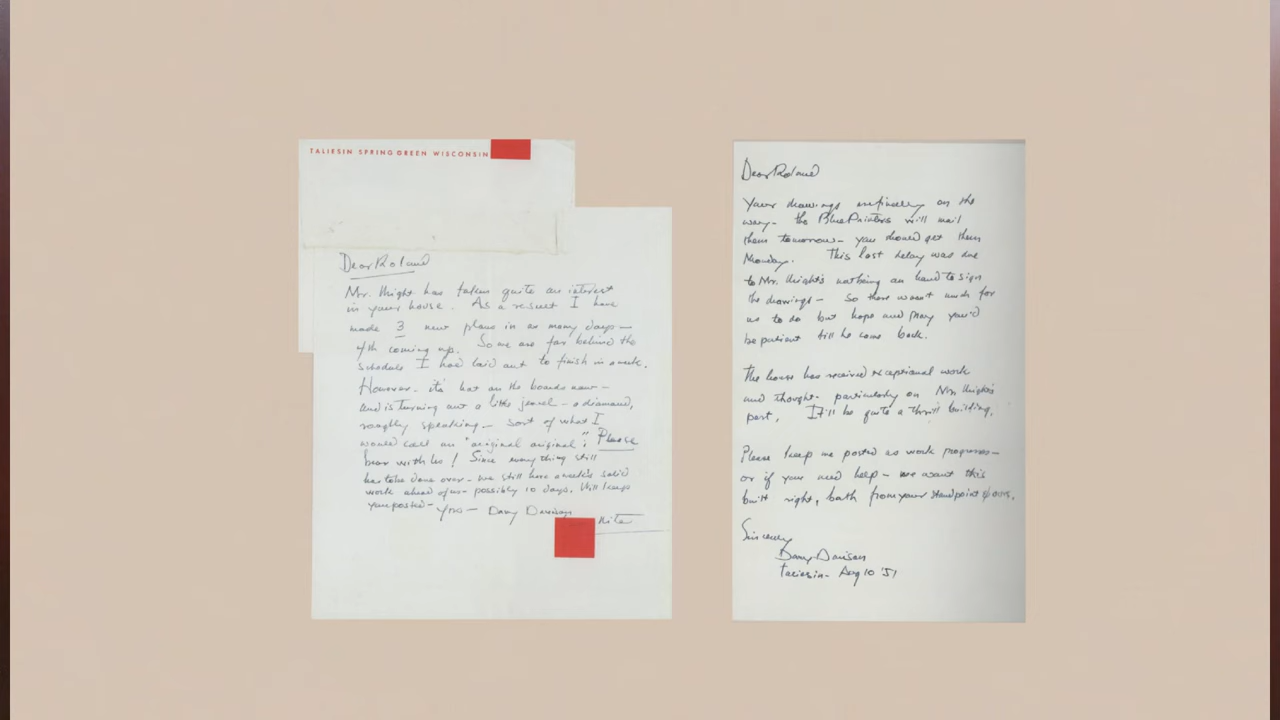 TALIESIN SPRING GREEN WISCONSIN
Dear Roland
Mr. Wright has taken quite an interest
in your house. As a result I have
made 3 new plans in as many days—
4th coming up. So we are far behind the
schedule I had laid out to finish in a week.
However— it's hot on the boards now—
and is turning out a little jewel— a diamond,
roughly speaking— sort of what I
would call an "original original"! Please
bear with us! Since everything still
has to be done over— we still have a week's solid
work ahead of us— possibly 10 days. Will keep
you posted— Yrs— Davy Davison
Nite
Dear Roland
Your drawings are finally on the
way— the Blue Printers will mail
them tomorrow— you should get them
Monday. This last delay was due
to Mr. Wright's not being on hand to sign
the drawings— So there wasn't much for
us to do but hope and pray you'd
be patient till he come back.
The house has received exceptional work
and thought— particularly on Mr. Wright's
part. It'll be quite a thrill building.
Please keep me posted as work progresses—
or if you need help— we want this
built right, both from your standpoint & ours.
Sincerely
Davy Davison
Taliesin— Aug 10 '51